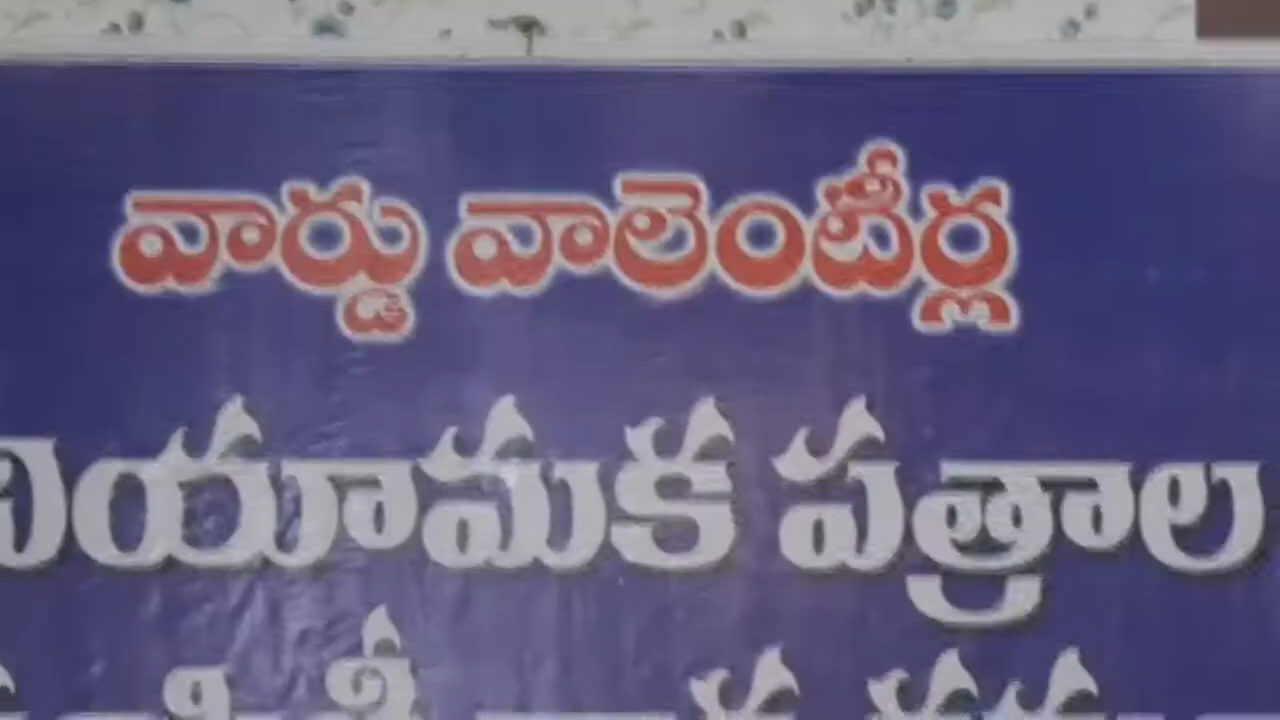 వార్డు వాలెంటీర్ల
నియామక పత్రాల